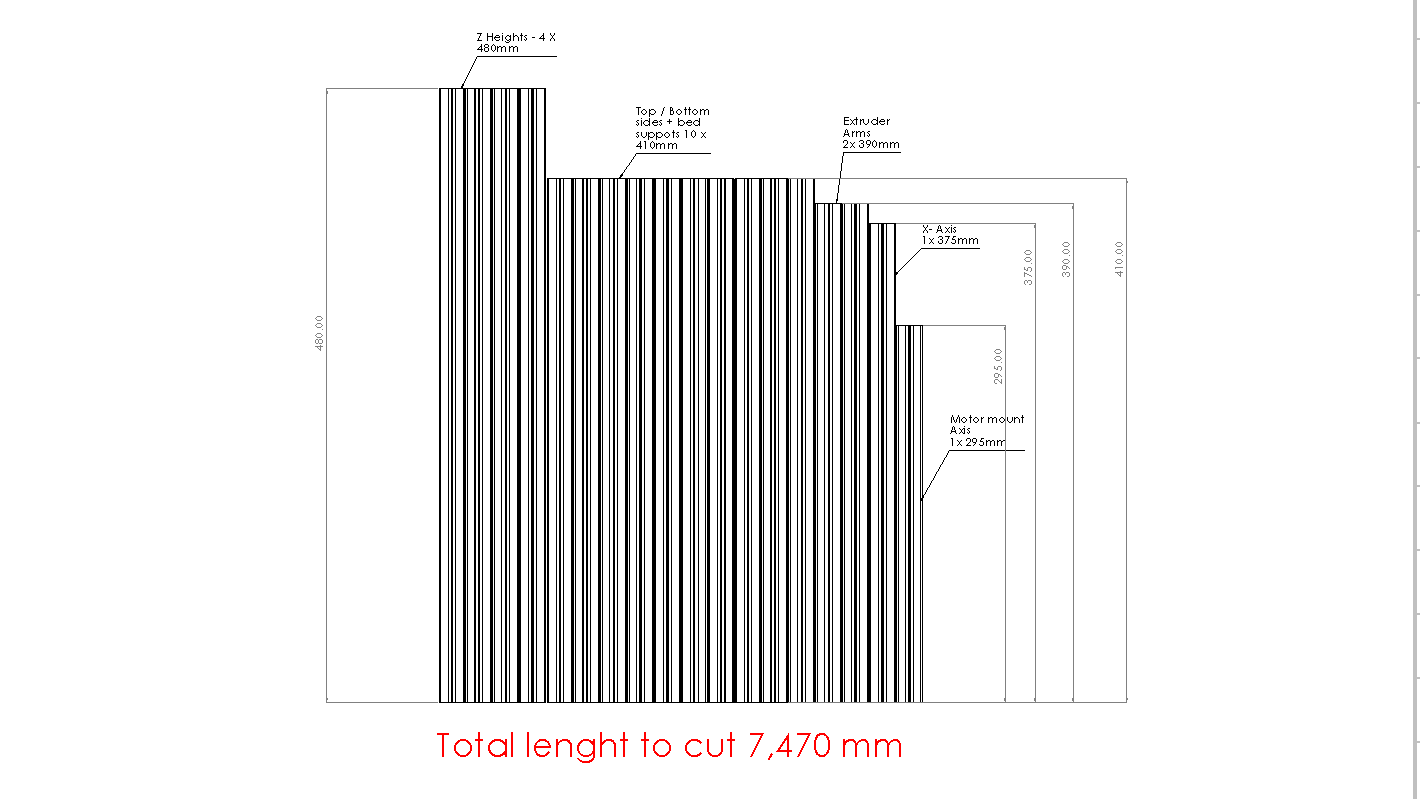 Z Heights - 4 X
480mm
Top / Bottom
sides + bed
suppots 10 x
410mm
Extruder
Arms
2x 390mm
X- Axis
1x 375mm
375.00
390.00
410.00
480.00
295.00
Motor mount
Axis
1x 295mm
Total lenght to cut 7,470 mm